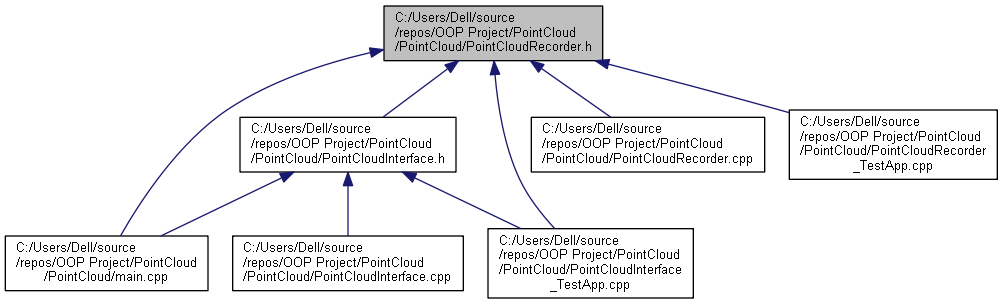 C:/Users/Dell/source
/repos/OOP Project/PointCloud
/PointCloud/PointCloudRecorder.h
C:/Users/Dell/source
/repos/OOP Project/PointCloud
/PointCloud/PointCloudInterface.h
C:/Users/Dell/source
/repos/OOP Project/PointCloud
/PointCloud/PointCloudRecorder.cpp
C:/Users/Dell/source
/repos/OOP Project/PointCloud
/PointCloud/PointCloudRecorder
_TestApp.cpp
C:/Users/Dell/source
/repos/OOP Project/PointCloud
/PointCloud/main.cpp
C:/Users/Dell/source
/repos/OOP Project/PointCloud
/PointCloud/PointCloudInterface.cpp
C:/Users/Dell/source
/repos/OOP Project/PointCloud
/PointCloud/PointCloudInterface
_TestApp.cpp